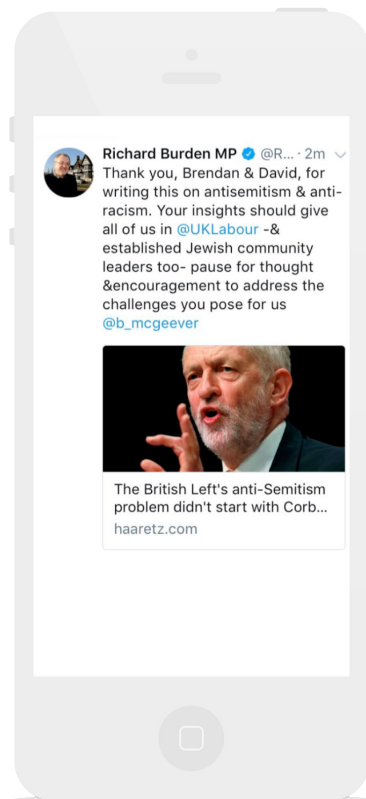 Richard Burden MP @R... · 2m
Thank you, Brendan & David, for
writing this on antisemitism & anti-
racism. Your insights should give
all of us in @UKLabour -&
established Jewish community
leaders too- pause for thought
&encouragement to address the
challenges you pose for us
@b_mcgeever
The British Left's anti-Semitism
problem didn't start with Corb...
haaretz.com